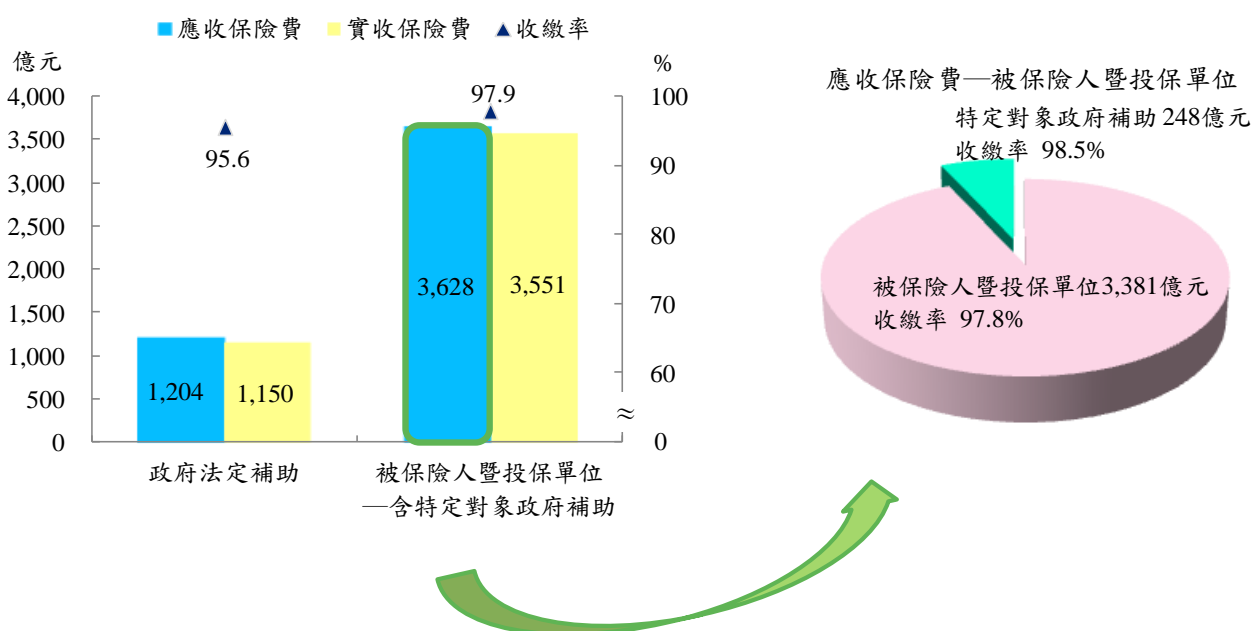 應收保險費 實收保險費 收繳率
億元
4,000
3,500
3,000
2,500
2,000
1,500
1,000
500
0
95.6
97.9
1,204
1,150
3,628
3,551
政府法定補助
被保險人暨投保單位
—含特定對象政府補助
%
100
90
80
70
60
≈
0
應收保險費—被保險人暨投保單位
特定對象政府補助 248億元
收繳率 98.5%
被保險人暨投保單位3,381億元
收繳率 97.8%